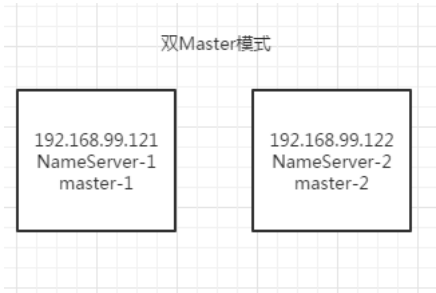 双Master模式
192.168.99.121
NameServer-1
master-1
192.168.99.122
NameServer-2
master-2